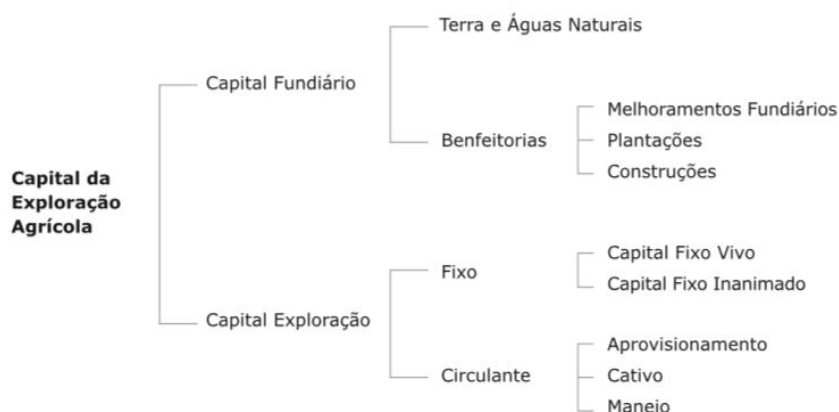 Capital da
Exploração
Agrícola
Capital Fundiário
Terra e Águas Naturais
Benfeitorias
Melhoramentos Fundiários
Plantações
Construções
Capital Exploração
Fixo
Capital Fixo Vivo
Capital Fixo Inanimado
Circulante
Aprovisionamento
Cativo
Maneio